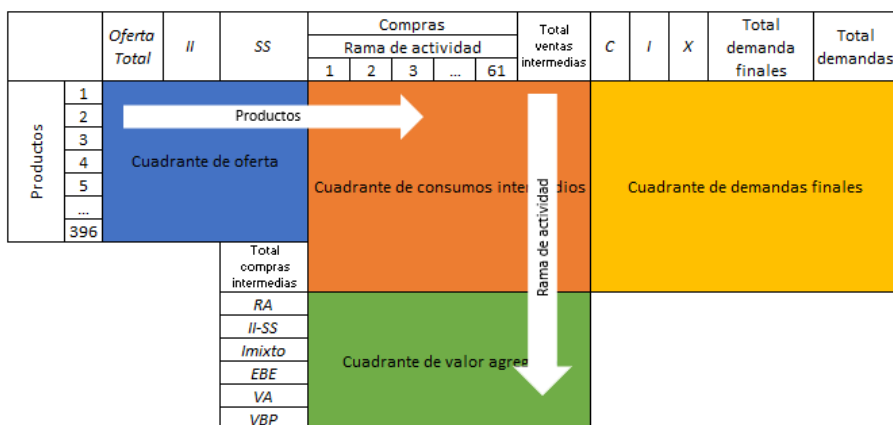 Oferta Total
II
SS
Compras
Rama de actividad
1 2 3 ... 61
Total ventas intermedias
C
I
X
Total demanda finales
Total demandas
Productos
1
2
3
4
5
...
396
Productos
Cuadrante de oferta
Cuadrante de consumos intermedios
Rama de actividad
Cuadrante de demandas finales
Total compras intermedias
RA
II-SS
Imixto
EBE
VA
VBP
Cuadrante de valor agreg